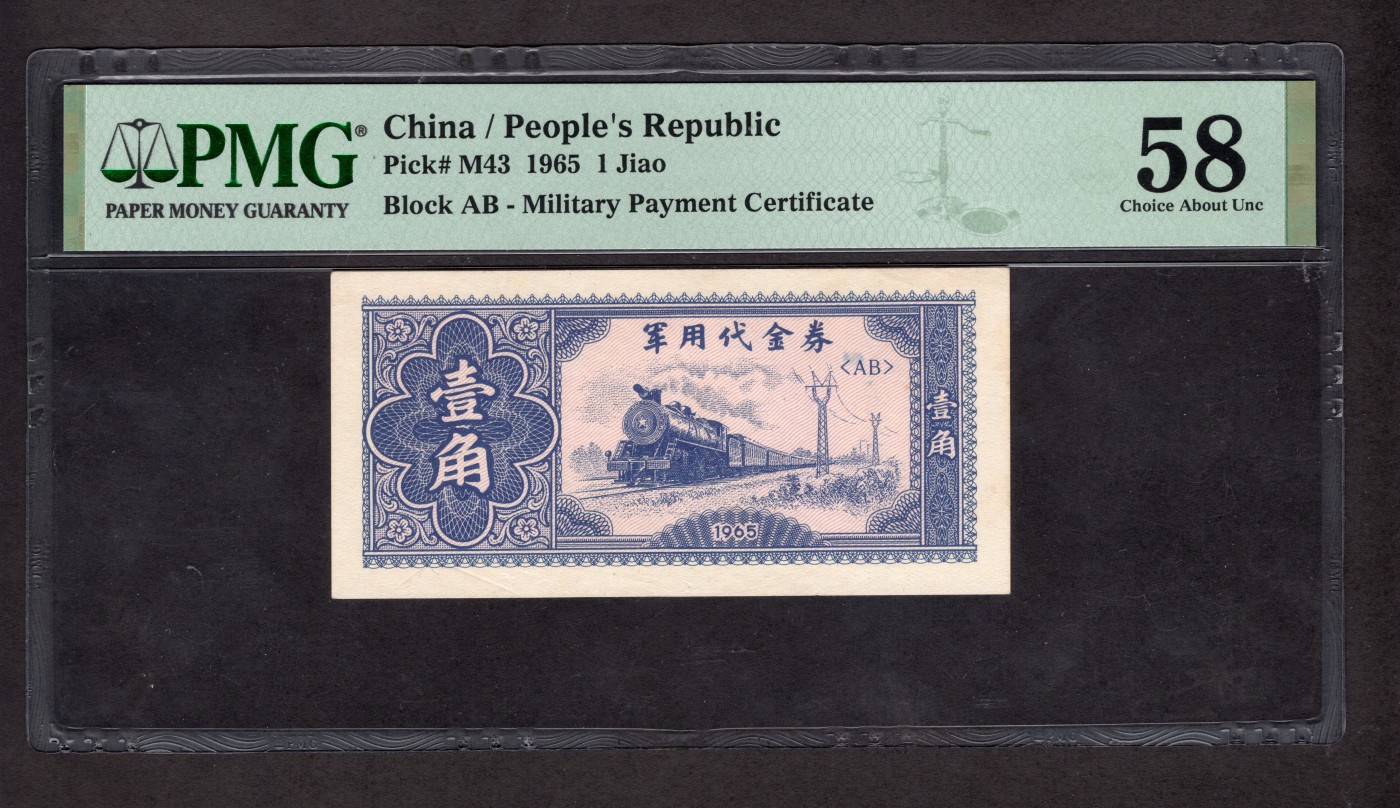 PMG®
PAPER MONEY GUARANTY
China / People's Republic
Pick# M43 1965 1 Jiao
Block AB - Military Payment Certificate
58
Choice About Unc
軍用代金券
<AB>
壹角
壹角
1965